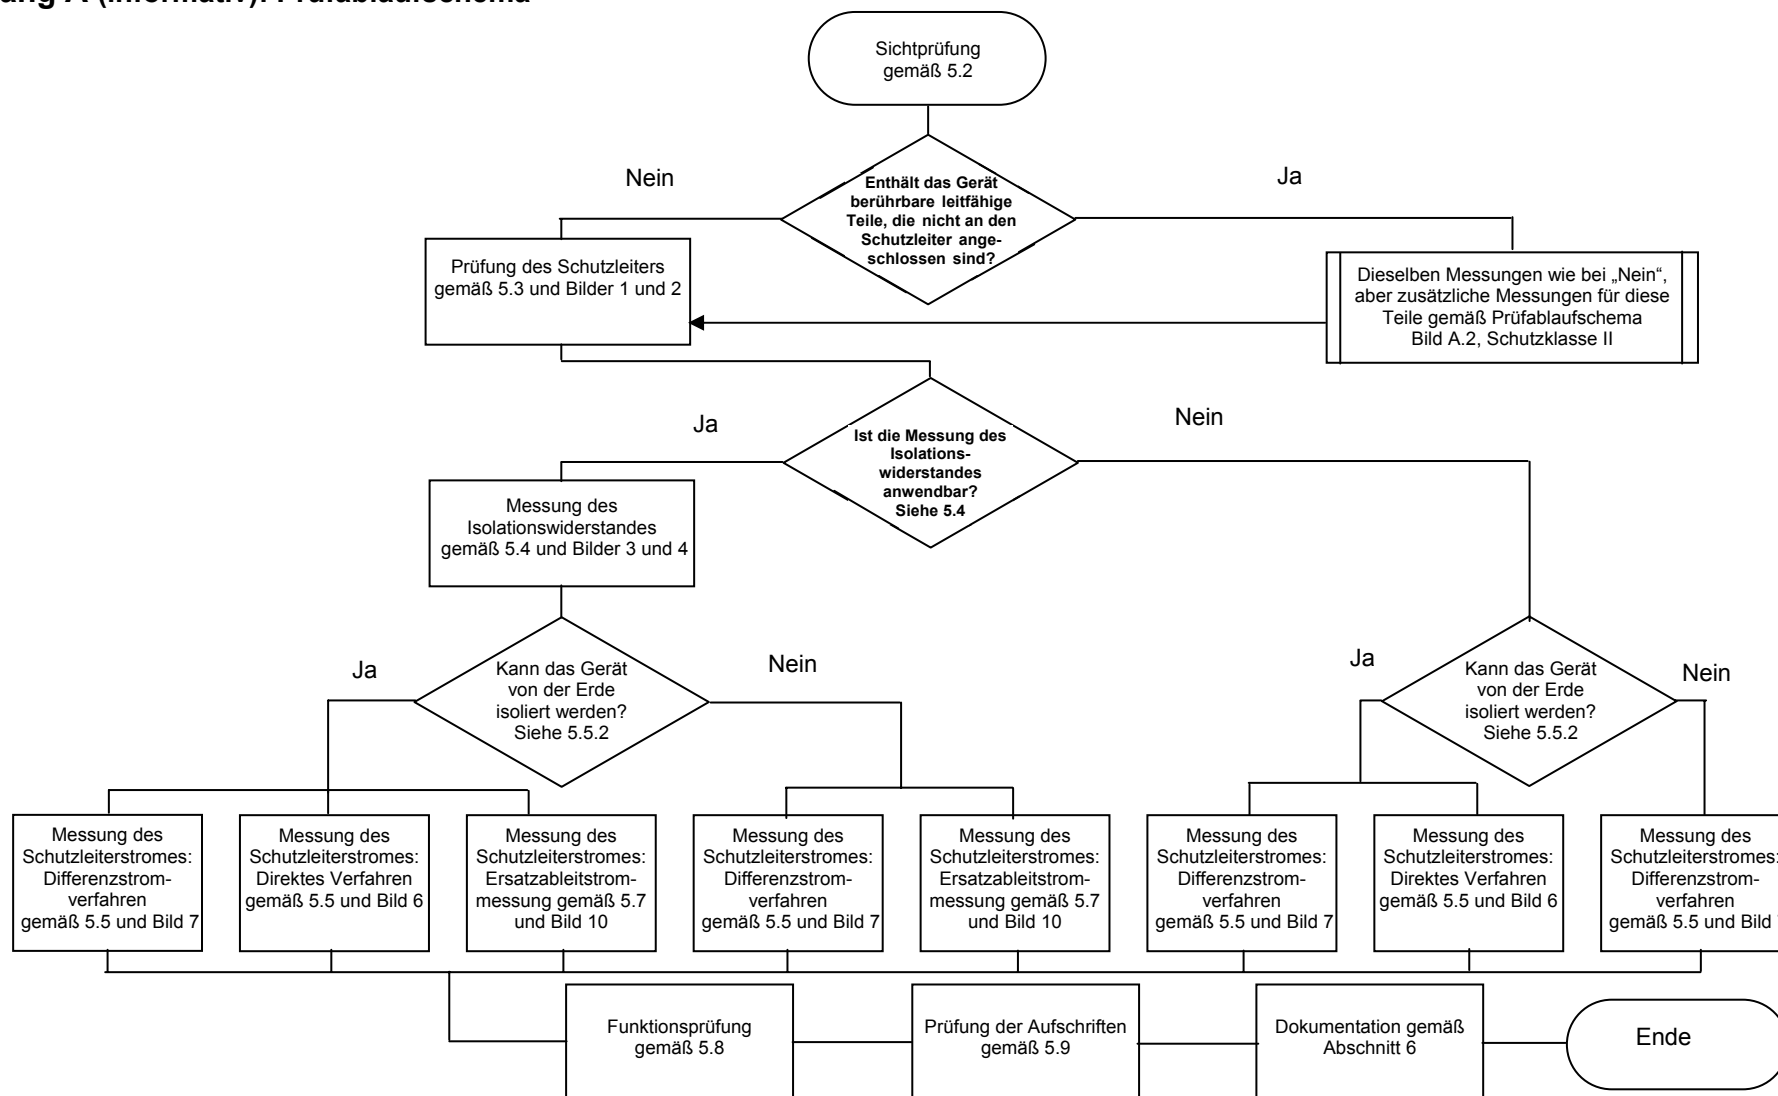 ang A (informativ): Prüfablaufschema
Sichtprüfung
gemäß 5.2
Nein
Ja
Enthält das Gerät
berührbare leitfähige
Teile, die nicht an den
Schutzleiter ange-
schlossen sind?
Prüfung des Schutzleiters
gemäß 5.3 und Bilder 1 und 2
Dieselben Messungen wie bei „Nein“,
aber zusätzliche Messungen für diese
Teile gemäß Prüfablaufschema
Bild A.2, Schutzklasse II
Ja
Nein
Ist die Messung des
Isolations-
widerstandes
anwendbar?
Siehe 5.4
Messung des
Isolationswiderstandes
gemäß 5.4 und Bilder 3 und 4
Ja
Nein
Kann das Gerät
von der Erde
isoliert werden?
Siehe 5.5.2
Ja
Nein
Kann das Gerät
von der Erde
isoliert werden?
Siehe 5.5.2
Messung des
Schutzleiterstromes:
Differenzstrom-
verfahren
gemäß 5.5 und Bild 7
Messung des
Schutzleiterstromes:
Direktes Verfahren
gemäß 5.5 und Bild 6
Messung des
Schutzleiterstromes:
Ersatzableitstrom-
messung gemäß 5.7
und Bild 10
Messung des
Schutzleiterstromes:
Differenzstrom-
verfahren
gemäß 5.5 und Bild 7
Messung des
Schutzleiterstromes:
Ersatzableitstrom-
messung gemäß 5.7
und Bild 10
Messung des
Schutzleiterstromes:
Differenzstrom-
verfahren
gemäß 5.5 und Bild 7
Messung des
Schutzleiterstromes:
Direktes Verfahren
gemäß 5.5 und Bild 6
Messung des
Schutzleiterstromes:
Differenzstrom-
verfahren
gemäß 5.5 und Bild
Funktionsprüfung
gemäß 5.8
Prüfung der Aufschriften
gemäß 5.9
Dokumentation gemäß
Abschnitt 6
Ende